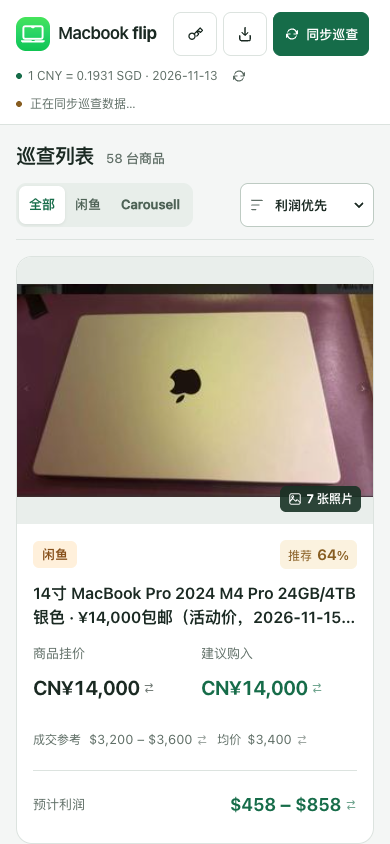 Macbook flip
同步巡查
1 CNY = 0.1931 SGD · 2026-11-13
正在同步巡查数据...
巡查列表 58 台商品
全部 闲鱼 Carousell 利润优先
7 张照片
闲鱼 推荐 64%
14寸 MacBook Pro 2024 M4 Pro 24GB/4TB
银色 · ¥14,000包邮（活动价，2026-11-15...
商品挂价 建议购入
CN¥14,000 CN¥14,000
成交参考 $3,200 – $3,600 均价 $3,400
预计利润 $458 – $858